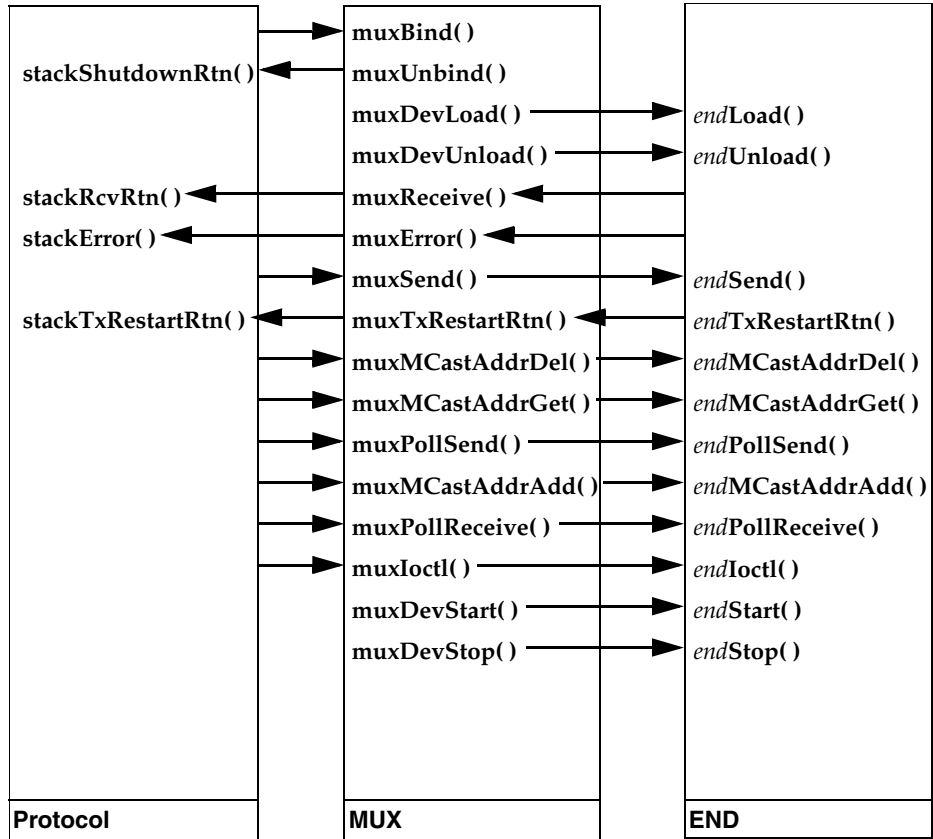 muxBind( )
stackShutdownRtn( ) muxUnbind( )
muxDevLoad( ) endLoad( )
muxDevUnload( ) endUnload( )
stackRcvRtn( ) muxReceive( )
stackError( ) muxError( )
muxSend( ) endSend( )
stackTxRestartRtn( ) muxTxRestartRtn( ) endTxRestartRtn( )
muxMCastAddrDel( ) endMCastAddrDel( )
muxMCastAddrGet( ) endMCastAddrGet( )
muxPollSend( ) endPollSend( )
muxMCastAddrAdd( ) endMCastAddrAdd( )
muxPollReceive( ) endPollReceive( )
muxIoctl( ) endIoctl( )
muxDevStart( ) endStart( )
muxDevStop( ) endStop( )
Protocol MUX END